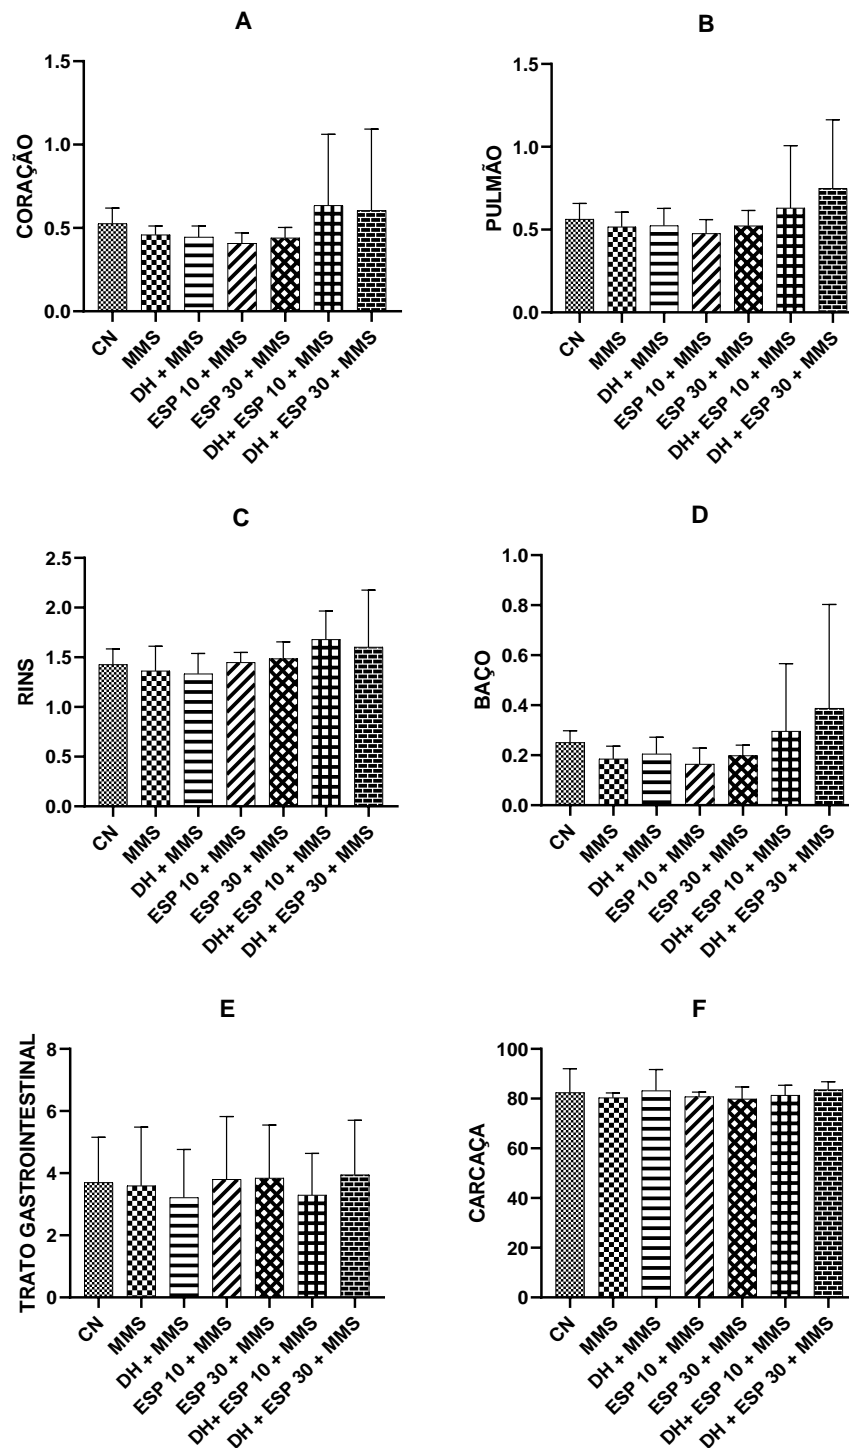 A
CORAÇÃO
1.5
1.0
0.5
0.0
CN
MMS
DH + MMS
ESP 10 + MMS
ESP 30 + MMS
DH+ ESP 10 + MMS
DH + ESP 30 + MMS
B
PULMÃO
1.5
1.0
0.5
0.0
CN
MMS
DH + MMS
ESP 10 + MMS
ESP 30 + MMS
DH+ ESP 10 + MMS
DH + ESP 30 + MMS
C
RINS
2.5
2.0
1.5
1.0
0.5
0.0
CN
MMS
DH + MMS
ESP 10 + MMS
ESP 30 + MMS
DH+ ESP 10 + MMS
DH + ESP 30 + MMS
D
BAÇO
1.0
0.8
0.6
0.4
0.2
0.0
CN
MMS
DH + MMS
ESP 10 + MMS
ESP 30 + MMS
DH+ ESP 10 + MMS
DH + ESP 30 + MMS
E
TRATO GASTROINTESTINAL
8
6
4
2
0
CN
MMS
DH + MMS
ESP 10 + MMS
ESP 30 + MMS
DH+ ESP 10 + MMS
DH + ESP 30 + MMS
F
CARCAÇA
100
80
60
40
20
0
CN
MMS
DH + MMS
ESP 10 + MMS
ESP 30 + MMS
DH+ ESP 10 + MMS
DH + ESP 30 + MMS